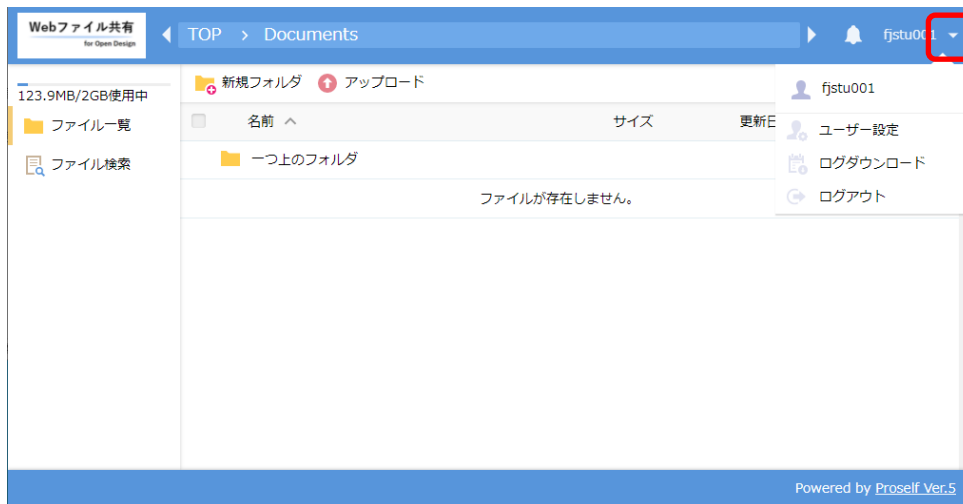 Webファイル共有
for Open Design
TOP > Documents
fjstu001
123.9MB/2GB使用中
ファイル一覧
ファイル検索
新規フォルダ アップロード
名前 サイズ 更新日
一つ上のフォルダ
ファイルが存在しません。
fjstu001
ユーザー設定
ログダウンロード
ログアウト
Powered by Proself Ver.5